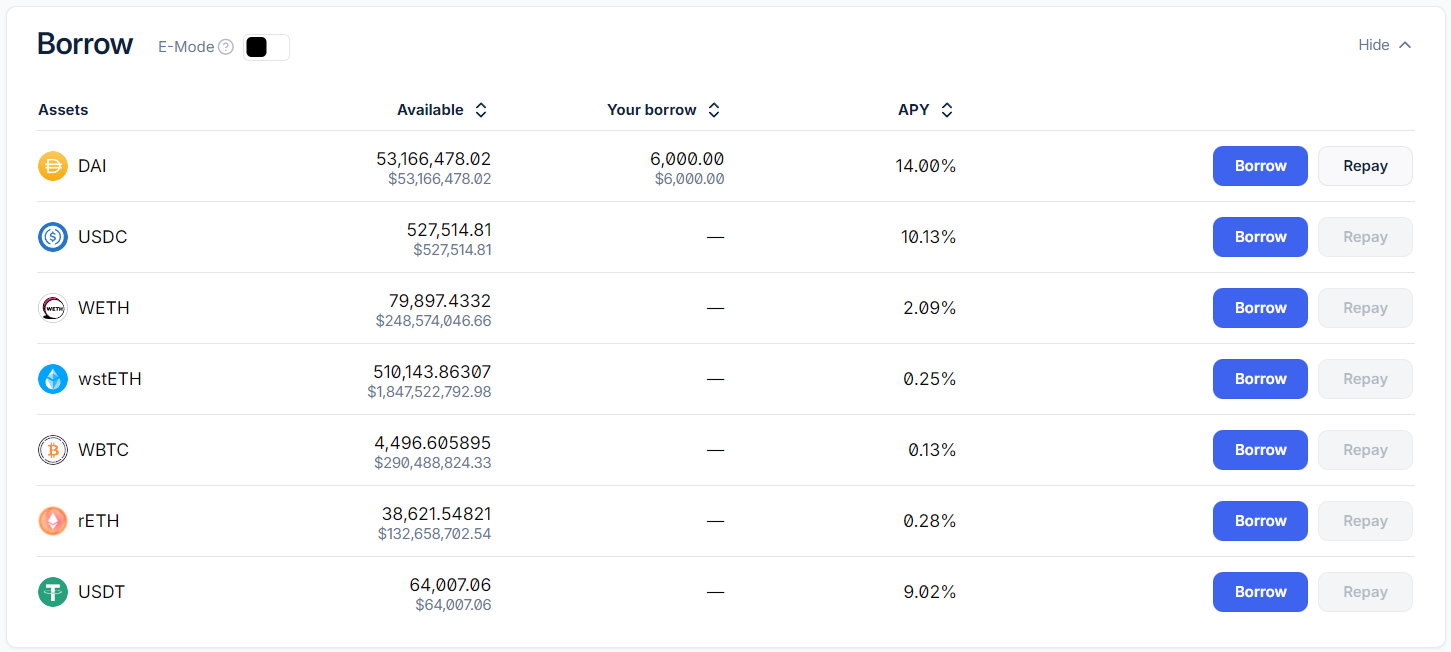 Borrow E-Mode ? Hide
Assets Available Your borrow APY
DAI 53,166,478.02 6,000.00 14.00% Borrow Repay
$53,166,478.02 $6,000.00
USDC 527,514.81 — 10.13% Borrow Repay
$527,514.81
WETH WETH 79,897.4332 — 2.09% Borrow Repay
$248,574,046.66
wstETH 510,143.86307 — 0.25% Borrow Repay
$1,847,522,792.98
WBTC 4,496.605895 — 0.13% Borrow Repay
$290,488,824.33
rETH 38,621.54821 — 0.28% Borrow Repay
$132,658,702.54
USDT 64,007.06 — 9.02% Borrow Repay
$64,007.06